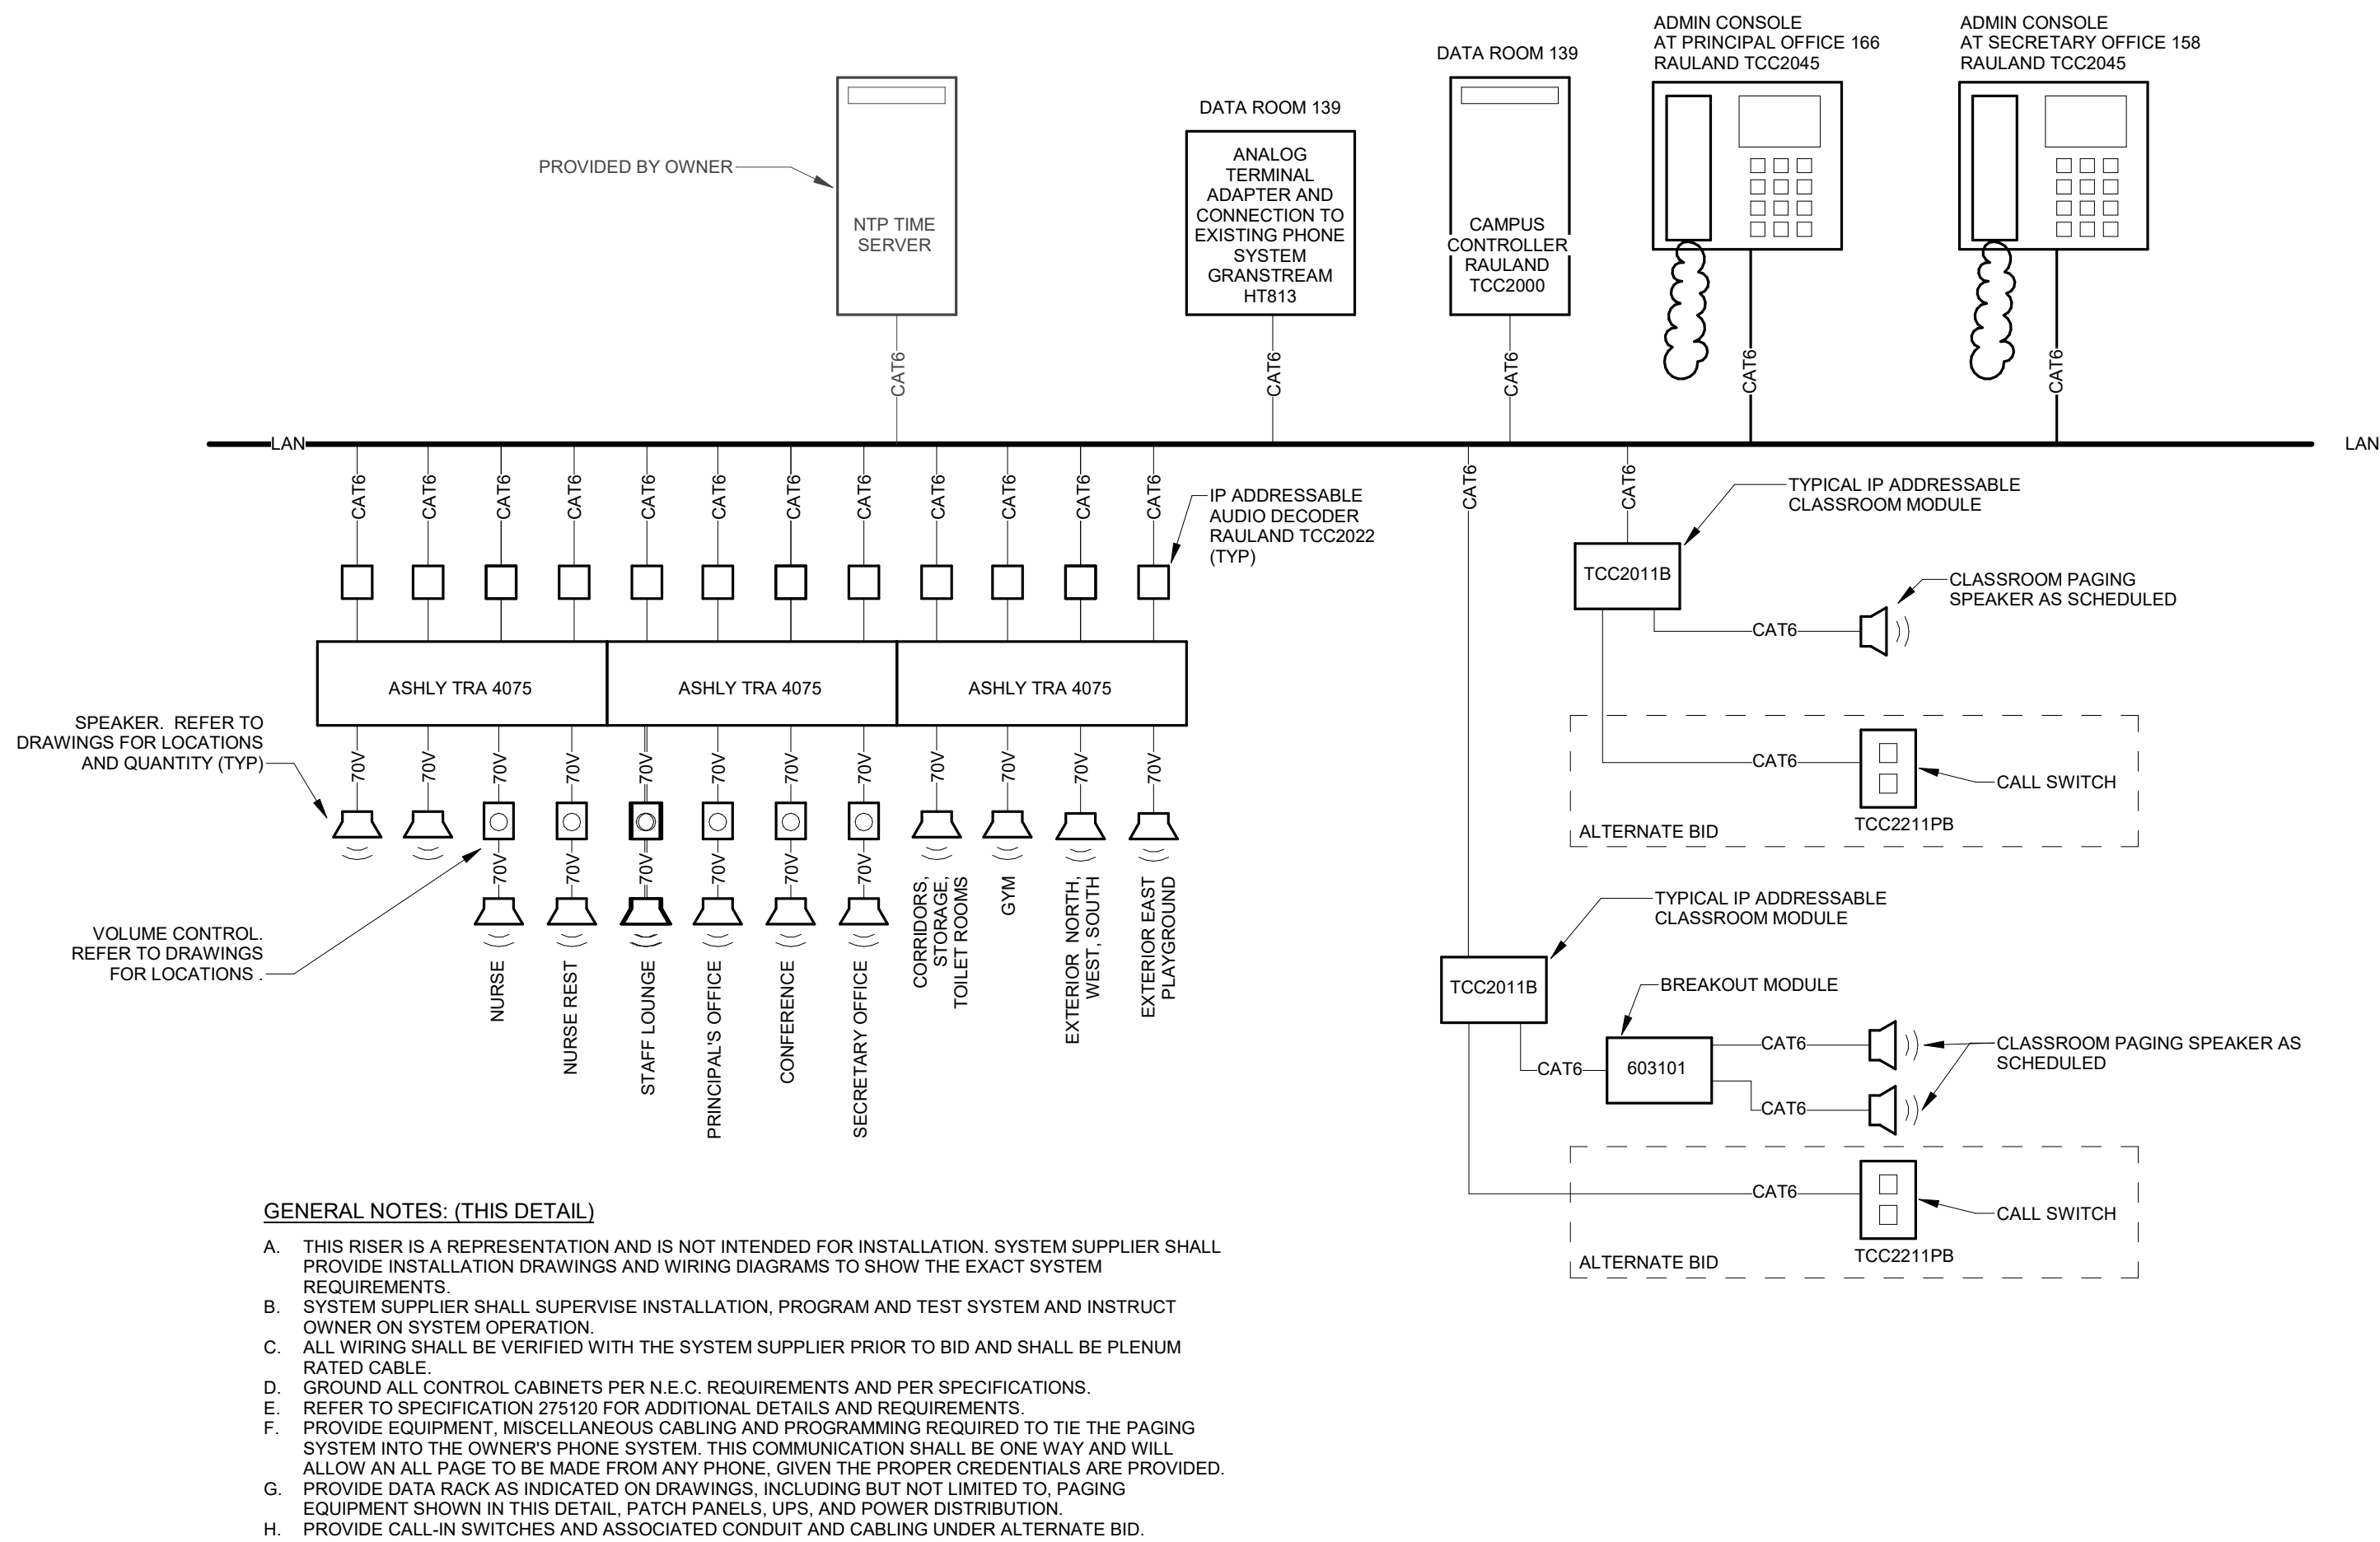 ADMIN CONSOLE
AT PRINCIPAL OFFICE 166
RAULAND TCC2045
ADMIN CONSOLE
AT SECRETARY OFFICE 158
RAULAND TCC2045
DATA ROOM 139
DATA ROOM 139
PROVIDED BY OWNER
NTP TIME
SERVER
ANALOG
TERMINAL
ADAPTER AND
CONNECTION TO
EXISTING PHONE
SYSTEM
GRANSTREAM
HT813
CAMPUS
CONTROLLER
RAULAND
TCC2000
CAT6
CAT6
CAT6
CAT6
CAT6
LAN
LAN
CAT6
CAT6
CAT6
CAT6
CAT6
CAT6
CAT6
CAT6
CAT6
CAT6
CAT6
CAT6
IP ADDRESSABLE
AUDIO DECODER
RAULAND TCC2022
(TYP)
CAT6
CAT6
TYPICAL IP ADDRESSABLE
CLASSROOM MODULE
TCC2011B
CLASSROOM PAGING
SPEAKER AS SCHEDULED
CAT6
ASHLY TRA 4075
ASHLY TRA 4075
ASHLY TRA 4075
SPEAKER.  REFER TO
DRAWINGS FOR LOCATIONS
AND QUANTITY (TYP)
70V
70V
70V
70V
70V
70V
70V
70V
70V
70V
70V
70V
CAT6
CALL SWITCH
TCC2211PB
ALTERNATE BID
70V
70V
70V
70V
70V
70V
VOLUME CONTROL.
REFER TO DRAWINGS
FOR LOCATIONS .
NURSE
NURSE REST
STAFF LOUNGE
PRINCIPAL'S OFFICE
CONFERENCE
SECRETARY OFFICE
CORRIDORS,
STORAGE,
TOILET ROOMS
GYM
EXTERIOR  NORTH,
WEST, SOUTH
EXTERIOR EAST
PLAYGROUND
TYPICAL IP ADDRESSABLE
CLASSROOM MODULE
TCC2011B
BREAKOUT MODULE
CAT6
603101
CAT6
CAT6
CLASSROOM PAGING SPEAKER AS
SCHEDULED
CAT6
CALL SWITCH
TCC2211PB
ALTERNATE BID
GENERAL NOTES: (THIS DETAIL)
A. THIS RISER IS A REPRESENTATION AND IS NOT INTENDED FOR INSTALLATION. SYSTEM SUPPLIER SHALL
PROVIDE INSTALLATION DRAWINGS AND WIRING DIAGRAMS TO SHOW THE EXACT SYSTEM
REQUIREMENTS.
B. SYSTEM SUPPLIER SHALL SUPERVISE INSTALLATION, PROGRAM AND TEST SYSTEM AND INSTRUCT
OWNER ON SYSTEM OPERATION.
C. ALL WIRING SHALL BE VERIFIED WITH THE SYSTEM SUPPLIER PRIOR TO BID AND SHALL BE PLENUM
RATED CABLE.
D. GROUND ALL CONTROL CABINETS PER N.E.C. REQUIREMENTS AND PER SPECIFICATIONS.
E. REFER TO SPECIFICATION 275120 FOR ADDITIONAL DETAILS AND REQUIREMENTS.
F. PROVIDE EQUIPMENT, MISCELLANEOUS CABLING AND PROGRAMMING REQUIRED TO TIE THE PAGING
SYSTEM INTO THE OWNER'S PHONE SYSTEM. THIS COMMUNICATION SHALL BE ONE WAY AND WILL
ALLOW AN ALL PAGE TO BE MADE FROM ANY PHONE, GIVEN THE PROPER CREDENTIALS ARE PROVIDED.
G. PROVIDE DATA RACK AS INDICATED ON DRAWINGS, INCLUDING BUT NOT LIMITED TO, PAGING
EQUIPMENT SHOWN IN THIS DETAIL, PATCH PANELS, UPS, AND POWER DISTRIBUTION.
H. PROVIDE CALL-IN SWITCHES AND ASSOCIATED CONDUIT AND CABLING UNDER ALTERNATE BID.